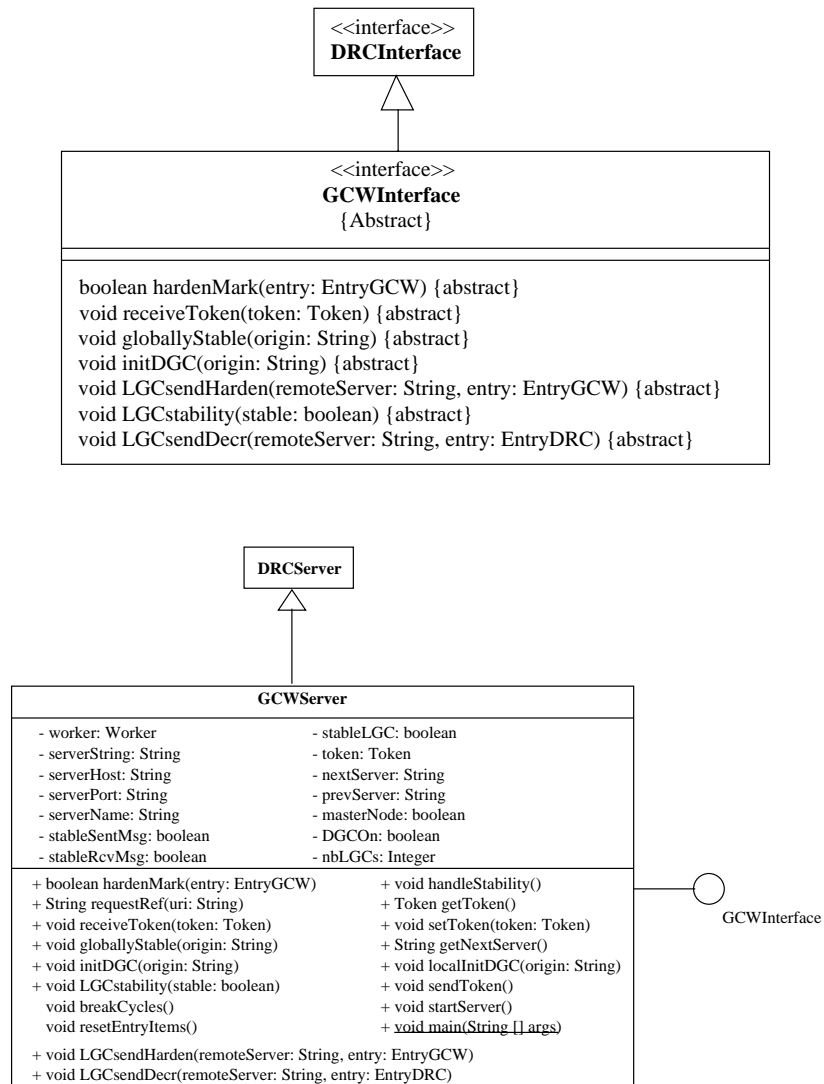 <<interface>>
DRCInterface
<<interface>>
GCWInterface
{Abstract}
boolean hardenMark(entry: EntryGCW) {abstract}
void receiveToken(token: Token) {abstract}
void globallyStable(origin: String) {abstract}
void initDGC(origin: String) {abstract}
void LGCsendHarden(remoteServer: String, entry: EntryGCW) {abstract}
void LGCstability(stable: boolean) {abstract}
void LGCsendDecr(remoteServer: String, entry: EntryDRC) {abstract}
DRCServer
GCWServer
- worker: Worker
- serverString: String
- serverHost: String
- serverPort: String
- serverName: String
- stableSentMsg: boolean
- stableRcvMsg: boolean
- stableLGC: boolean
- token: Token
- nextServer: String
- prevServer: String
- masterNode: boolean
- DGCOn: boolean
- nbLGCs: Integer
+ boolean hardenMark(entry: EntryGCW)
+ String requestRef(uri: String)
+ void receiveToken(token: Token)
+ void globallyStable(origin: String)
+ void initDGC(origin: String)
+ void LGCstability(stable: boolean)
void breakCycles()
void resetEntryItems()
+ void handleStability()
+ Token getToken()
+ void setToken(token: Token)
+ String getNextServer()
+ void localInitDGC(origin: String)
+ void sendToken()
+ void startServer()
+ void main(String [] args)
+ void LGCsendHarden(remoteServer: String, entry: EntryGCW)
+ void LGCsendDecr(remoteServer: String, entry: EntryDRC)
GCWInterface